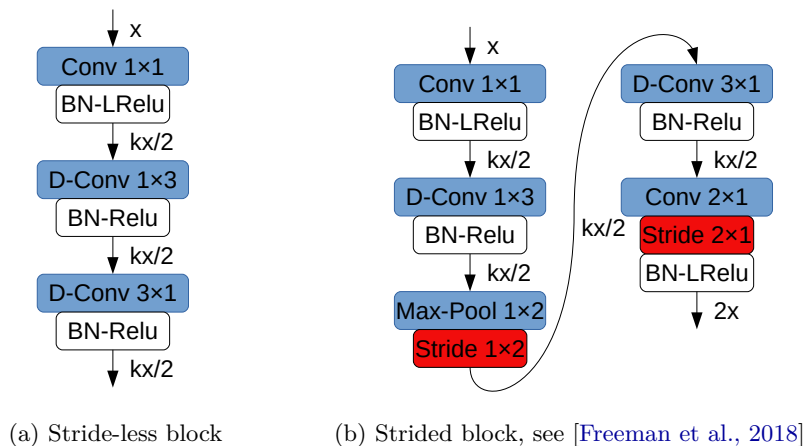 x
Conv 1×1
BN-LRelu
kx/2
D-Conv 1×3
BN-Relu
kx/2
D-Conv 3×1
BN-Relu
kx/2
(a) Stride-less block
x
Conv 1×1
BN-LRelu
kx/2
D-Conv 1×3
BN-Relu
kx/2
Max-Pool 1×2
Stride 1×2
kx/2
D-Conv 3×1
BN-Relu
kx/2
Conv 2×1
Stride 2×1
BN-LRelu
2x
(b) Strided block, see [Freeman et al., 2018]